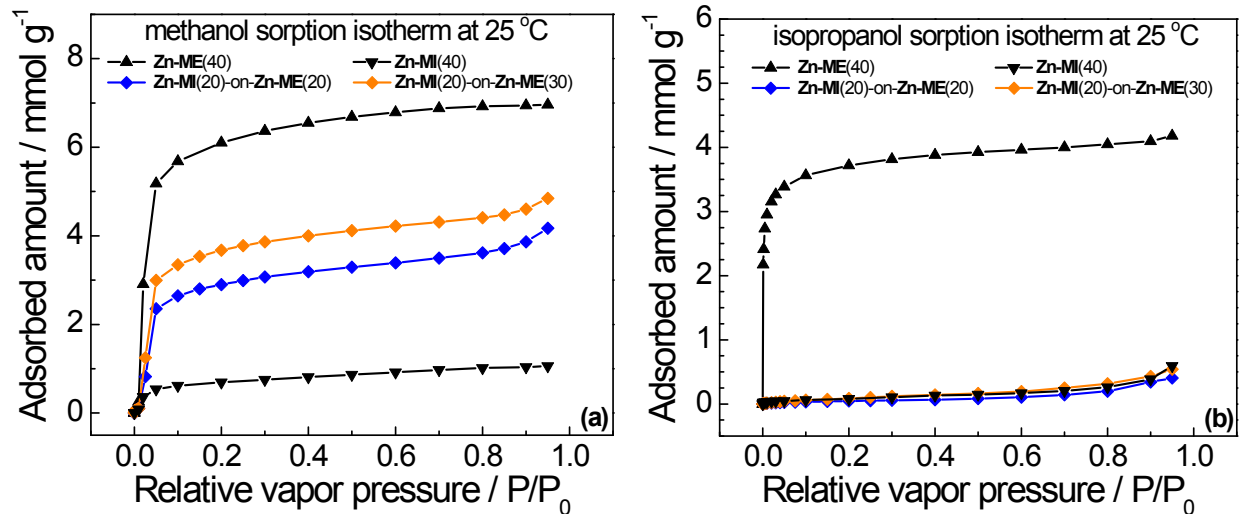 methanol sorption isotherm at 25 °C
Zn-ME(40) Zn-MI(40)
Zn-MI(20)-on-Zn-ME(20) Zn-MI(20)-on-Zn-ME(30)
8
6
4
2
0
Adsorbed amount / mmol g⁻¹
(a)
0.0 0.2 0.4 0.6 0.8 1.0
Relative vapor pressure / P/P₀
isopropanol sorption isotherm at 25 °C
Zn-ME(40) Zn-MI(40)
Zn-MI(20)-on-Zn-ME(20) Zn-MI(20)-on-Zn-ME(30)
6
5
4
3
2
1
0
Adsorbed amount / mmol g⁻¹
(b)
0.0 0.2 0.4 0.6 0.8 1.0
Relative vapor pressure / P/P₀